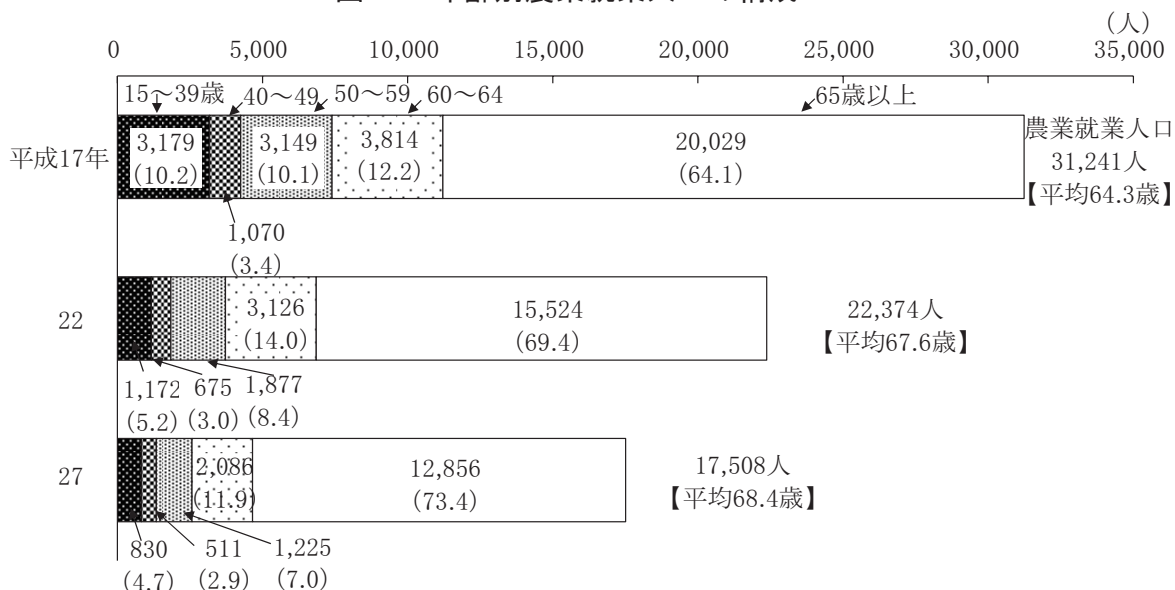 (人)
0 5,000 10,000 15,000 20,000 25,000 30,000 35,000
15〜39歳 40〜49 50〜59 60〜64 65歳以上
平成17年
3,179
(10.2)
1,070
(3.4)
3,149
(10.1)
3,814
(12.2)
20,029
(64.1)
農業就業人口
31,241人
【平均64.3歳】
22
1,172
(5.2)
675
(3.0)
1,877
(8.4)
3,126
(14.0)
15,524
(69.4)
22,374人
【平均67.6歳】
27
830
(4.7)
511
(2.9)
1,225
(7.0)
2,086
(11.9)
12,856
(73.4)
17,508人
【平均68.4歳】